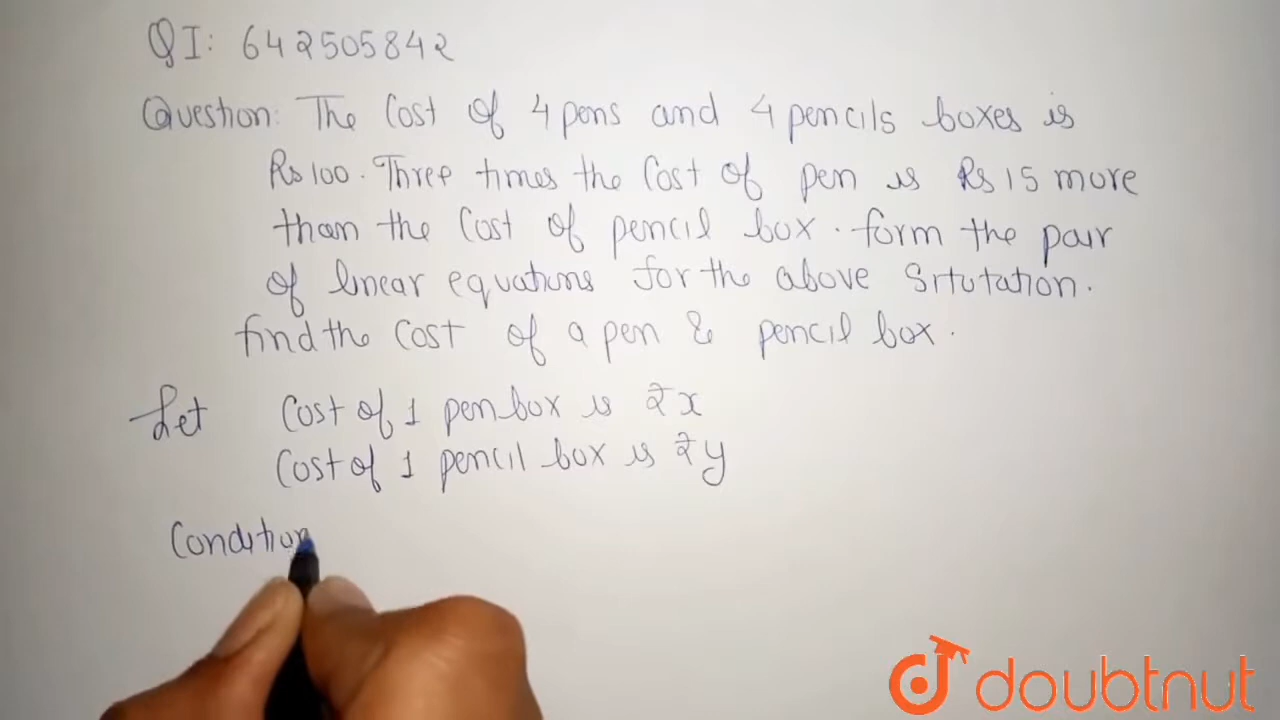 QI: 642505842
Question: The Cost of 4 pens and 4 pencils boxes is
Rs 100. Three times the Cost of pen is Rs 15 more
than the Cost of pencil box. form the pair
of linear equations for the above Situtation.
find the Cost of a pen & pencil box.
Let Cost of 1 pen box is ₹ x
Cost of 1 pencil box is ₹ y
Condition
doubtnut